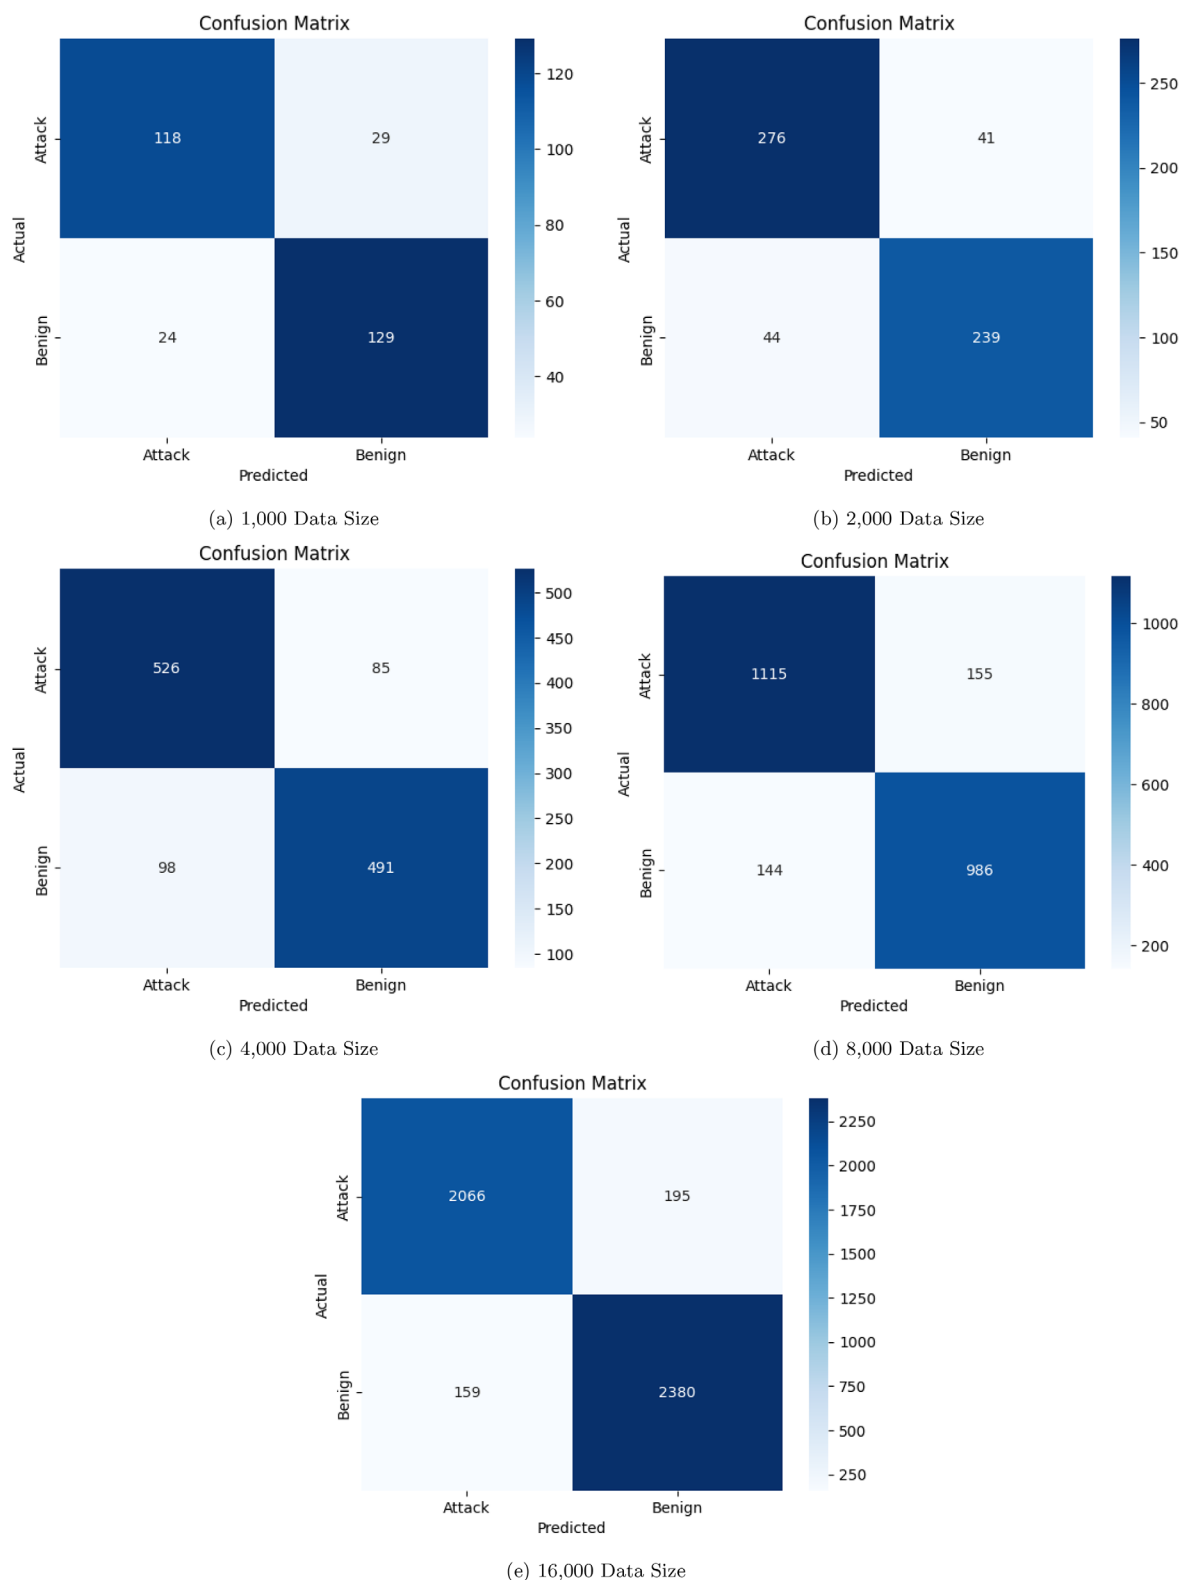 Confusion Matrix
Attack
118
29
120
100
80
60
40
Actual
Benign
24
129
Attack
Benign
Predicted
(a) 1,000 Data Size
Confusion Matrix
Attack
276
41
250
200
150
100
50
Actual
Benign
44
239
Attack
Benign
Predicted
(b) 2,000 Data Size
Confusion Matrix
Attack
526
85
500
450
400
350
300
250
200
150
100
Actual
Benign
98
491
Attack
Benign
Predicted
(c) 4,000 Data Size
Confusion Matrix
Attack
1115
155
1000
800
600
400
200
Actual
Benign
144
986
Attack
Benign
Predicted
(d) 8,000 Data Size
Confusion Matrix
Attack
2066
195
2250
2000
1750
1500
1250
1000
750
500
250
Actual
Benign
159
2380
Attack
Benign
Predicted
(e) 16,000 Data Size